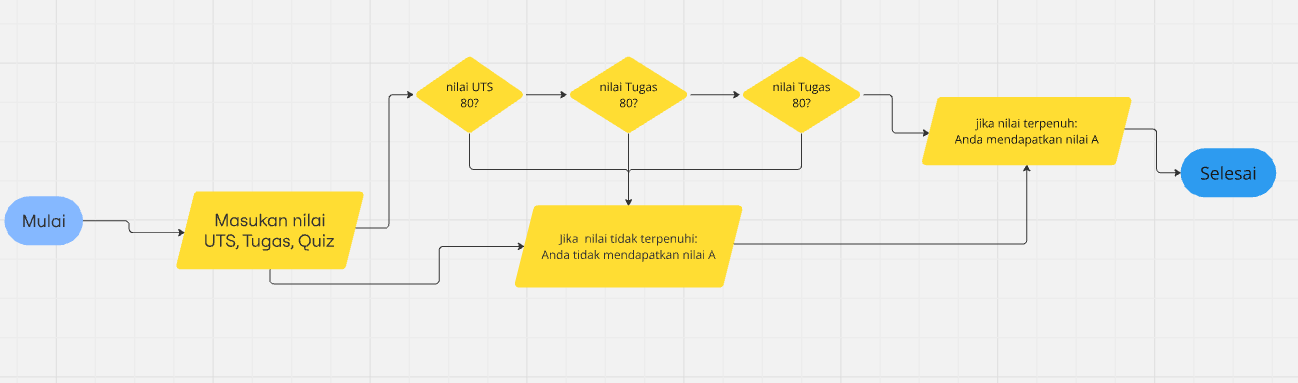 Mulai
Masukan nilai
UTS, Tugas, Quiz
nilai UTS
80?
nilai Tugas
80?
nilai Tugas
80?
jika nilai terpenuh:
Anda mendapatkan nilai A
Jika nilai tidak terpenuhi:
Anda tidak mendapatkan nilai A
Selesai